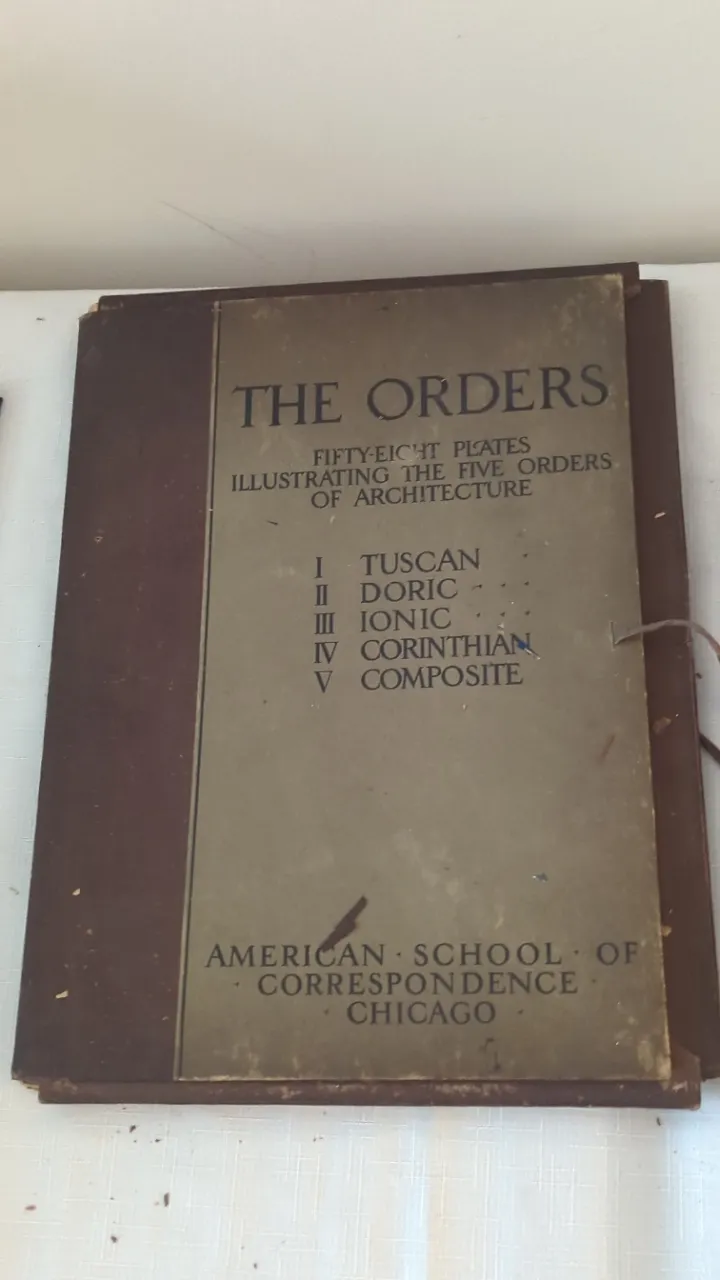 THE ORDERS
FIFTY-EIGHT PLATES
ILLUSTRATING THE FIVE ORDERS
OF ARCHITECTURE
I TUSCAN
II DORIC
III IONIC
IV CORINTHIAN
V COMPOSITE
AMERICAN · SCHOOL · OF
· CORRESPONDENCE ·
· CHICAGO ·